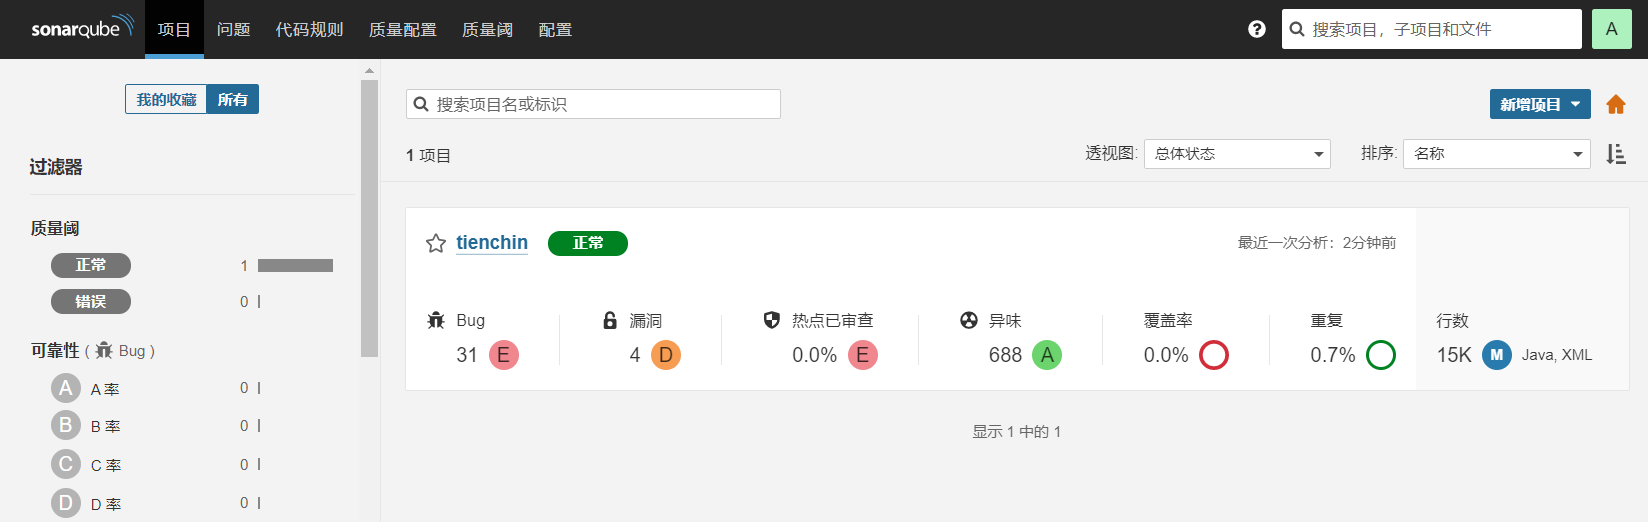 sonarqube 项目 问题 代码规则 质量配置 质量阈 配置 ? 搜索项目，子项目和文件 A
我的收藏 所有
过滤器
质量阈
正常 1
错误 0
可靠性 ( Bug )
A A 率 0
B B 率 0
C C 率 0
D D 率 0
搜索项目名或标识 新增项目
1 项目 透视图: 总体状态 排序: 名称
tienchin 正常 最近一次分析：2分钟前
Bug 漏洞 热点已审查 异味 覆盖率 重复 行数
31 E 4 D 0.0% E 688 A 0.0% 0.7% 15K M Java, XML
显示 1 中的 1